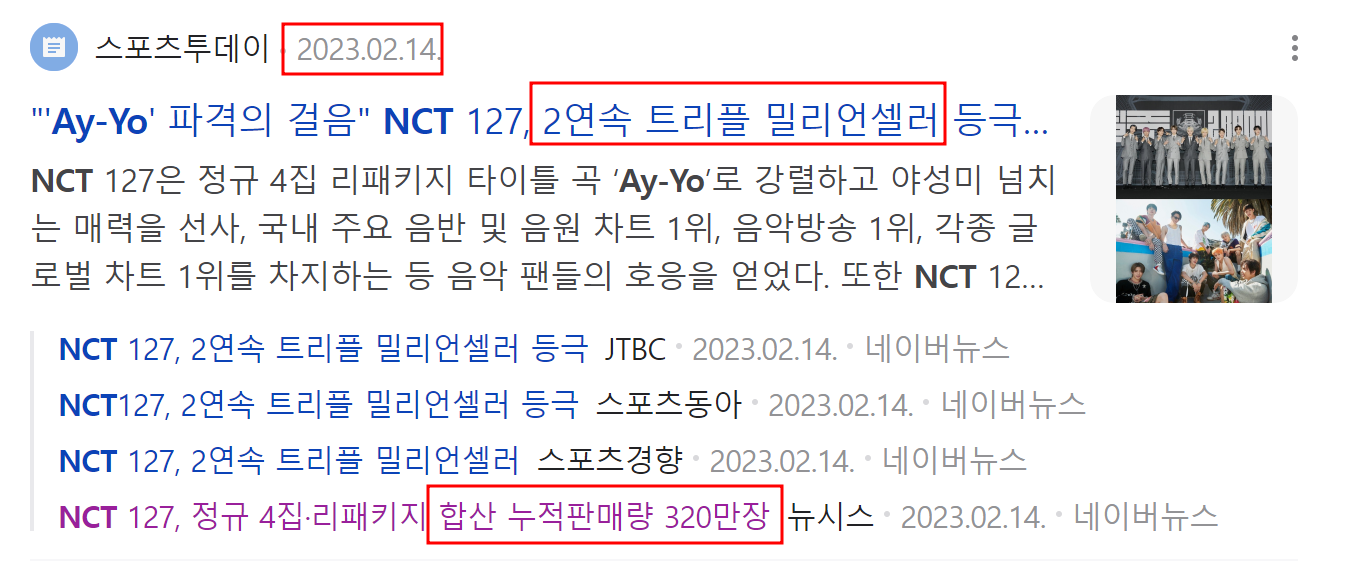 스포츠투데이 · 2023.02.14.
"'Ay-Yo' 파격의 걸음" NCT 127, 2연속 트리플 밀리언셀러 등극...
NCT 127은 정규 4집 리패키지 타이틀 곡 ‘Ay-Yo’로 강렬하고 야성미 넘치
는 매력을 선사, 국내 주요 음반 및 음원 차트 1위, 음악방송 1위, 각종 글
로벌 차트 1위를 차지하는 등 음악 팬들의 호응을 얻었다. 또한 NCT 12...
NCT 127, 2연속 트리플 밀리언셀러 등극 JTBC · 2023.02.14. · 네이버뉴스
NCT127, 2연속 트리플 밀리언셀러 등극 스포츠동아 · 2023.02.14. · 네이버뉴스
NCT 127, 2연속 트리플 밀리언셀러 스포츠경향 · 2023.02.14. · 네이버뉴스
NCT 127, 정규 4집·리패키지 합산 누적판매량 320만장 뉴시스 · 2023.02.14. · 네이버뉴스